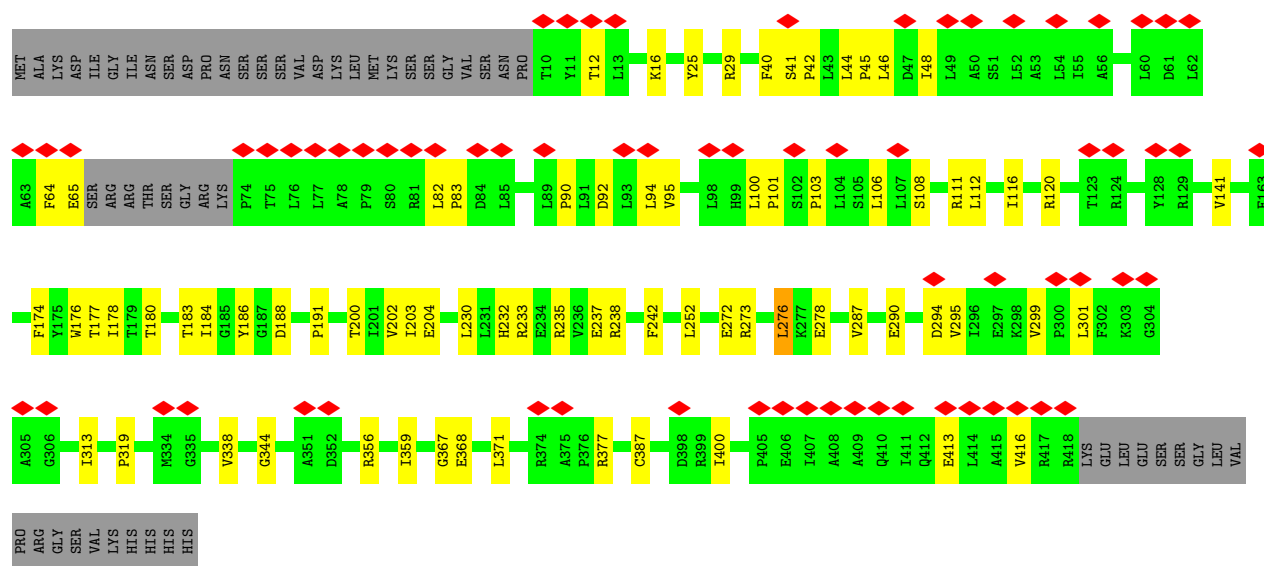 MET ALA LYS ASP ILE GLY ILE ASN SER ASP PRO ASN SER SER SER VAL ASP LYS LEU MET LYS SER SER GLY VAL SER ASN PRO T10 Y11 T12 L13 K16 Y25 R29 F40 S41 P42 L43 L44 P45 L46 D47 I48 L49 A50 S51 L52 A53 L54 I55 A56 L60 D61 L62
A63 F64 E65 SER ARG ARG THR SER GLY ARG LYS P74 T75 L76 L77 A78 P79 S80 R81 L82 P83 D84 L85 L89 P90 L91 D92 L93 L94 V95 L98 H99 L100 P101 S102 P103 L104 S105 L106 L107 S108 R111 L112 I116 R120 T123 R124 Y128 R129 V141
F174 Y175 W176 T177 I178 T179 T180 T183 I184 G185 Y186 G187 D188 P191 T200 I201 V202 I203 E204 L230 L231 H232 R233 E234 R235 V236 E237 R238 F242 L252 E272 R273 L276 K277 E278 V287 E290 D294 V295 I296 E297 K298 V299 P300 L301 F302 K303 G304
A305 G306 I313 P319 M334 G335 V338 G344 A351 D352 R356 I359 G367 E368 L371 R374 A375 P376 R377 C387 D398 R399 I400 P405 E406 I407 A408 A409 Q410 I411 Q412 E413 L414 A415 V416 R417 R418 LYS GLU LEU GLU SER SER GLY LEU VAL
PRO ARG GLY SER VAL LYS HIS HIS HIS HIS